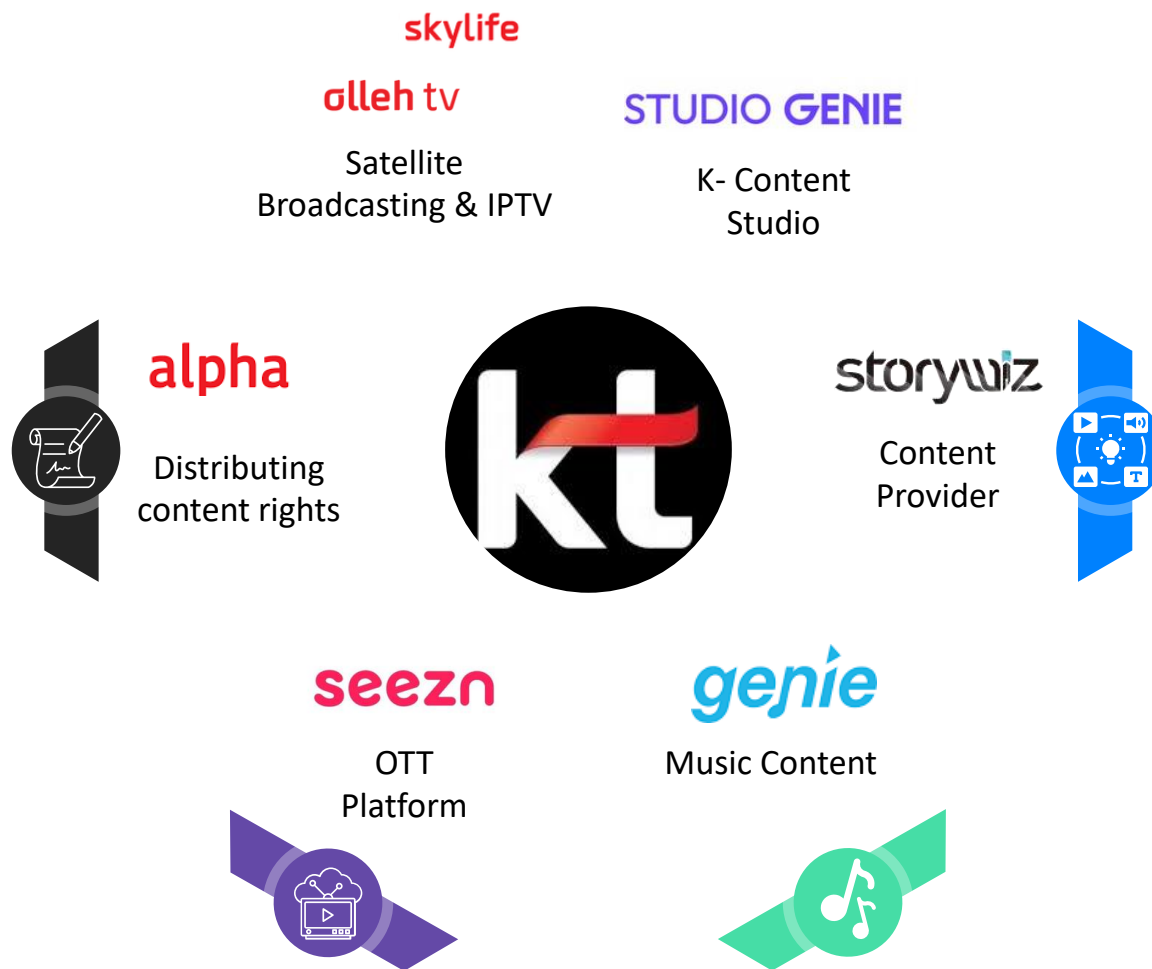 skylife
olleh tv
Satellite
Broadcasting & IPTV
STUDIO GENIE
K- Content
Studio
alpha
Distributing
content rights
kt
storywiz
Content
Provider
T
seezn
OTT
Platform
genie
Music Content